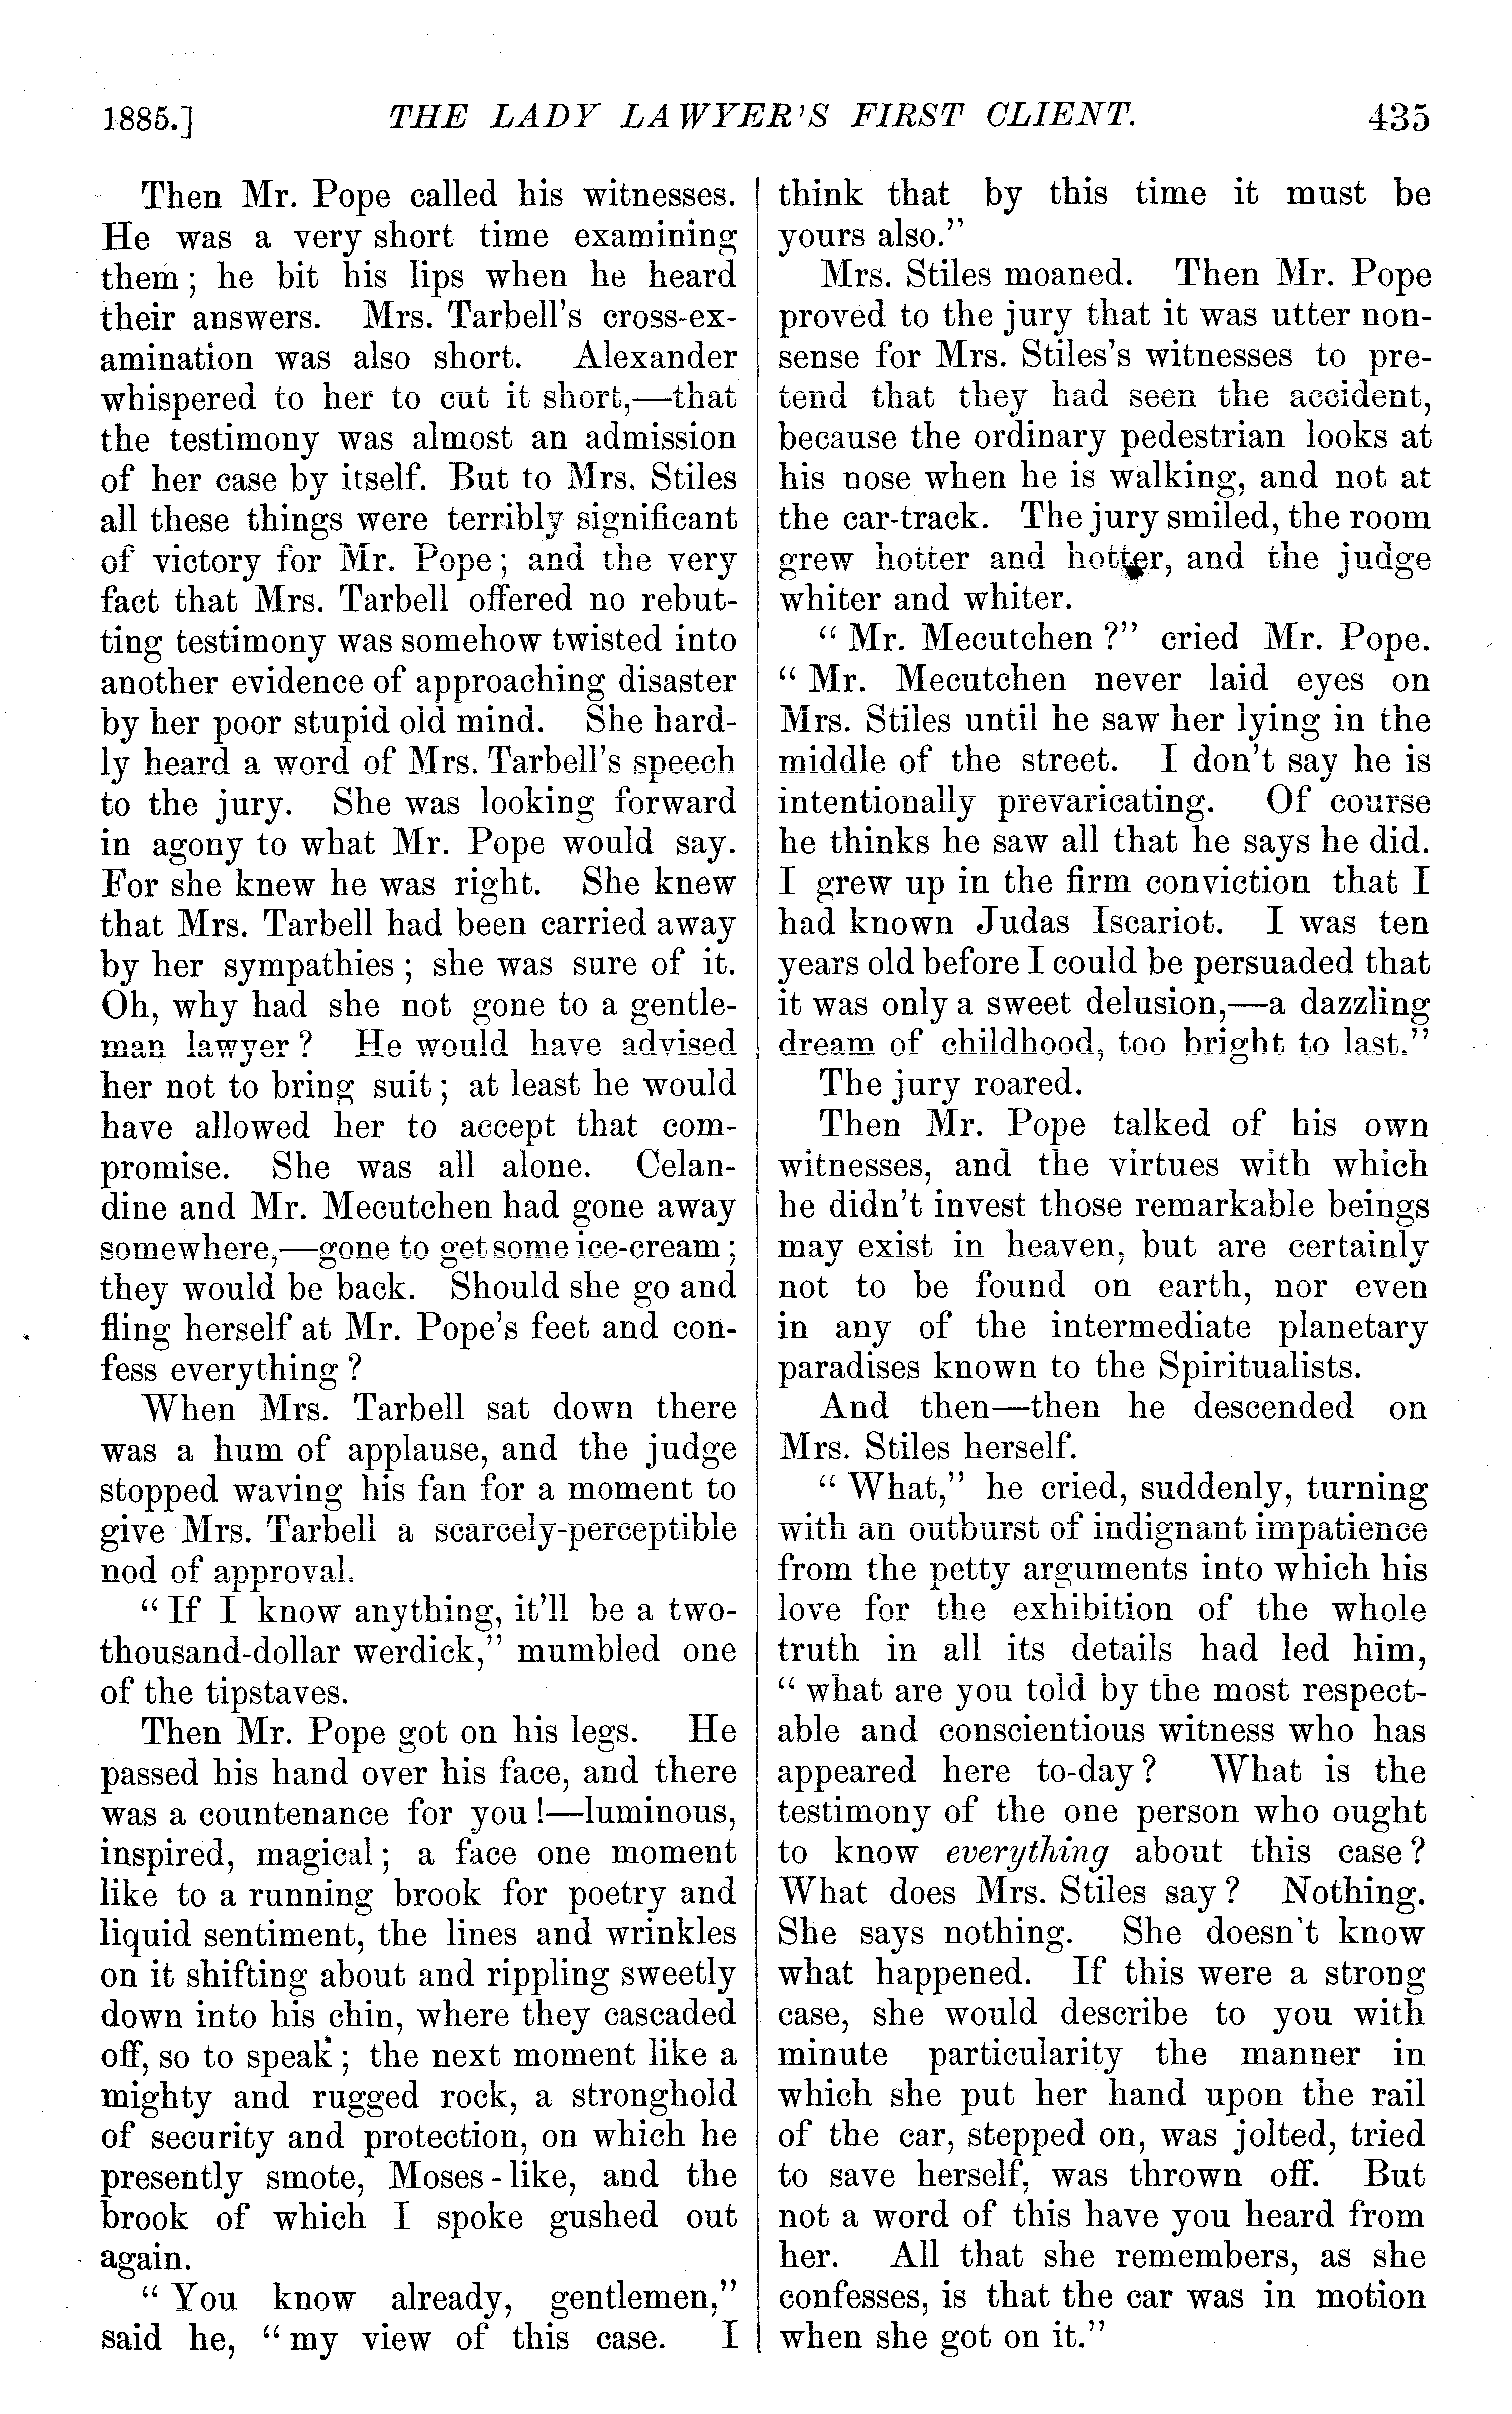 1885.] THE LADY LAWYER'S FIRST CLIENT. 435
Then Mr. Pope called his witnesses.
He was a very short time examining
them; he bit his lips when he heard
their answers. Mrs. Tarbell's cross-ex-
amination was also short. Alexander
whispered to her to cut it short,—that
the testimony was almost an admission
of her case by itself. But to Mrs. Stiles
all these things were terribly significant
of victory for Mr. Pope; and the very
fact that Mrs. Tarbell offered no rebut-
ting testimony was somehow twisted into
another evidence of approaching disaster
by her poor stupid old mind. She hard-
ly heard a word of Mrs. Tarbell's speech
to the jury. She was looking forward
in agony to what Mr. Pope would say.
For she knew he was right. She knew
that Mrs. Tarbell had been carried away
by her sympathies; she was sure of it.
Oh, why had she not gone to a gentle-
man lawyer? He would have advised
her not to bring suit; at least he would
have allowed her to accept that com-
promise. She was all alone. Celan-
dine and Mr. Mecutchen had gone away
somewhere,—gone to get some ice-cream;
they would be back. Should she go and
fling herself at Mr. Pope's feet and con-
fess everything?
When Mrs. Tarbell sat down there
was a hum of applause, and the judge
stopped waving his fan for a moment to
give Mrs. Tarbell a scarcely-perceptible
nod of approval.
"If I know anything, it'll be a two-
thousand-dollar werdick," mumbled one
of the tipstaves.
Then Mr. Pope got on his legs. He
passed his hand over his face, and there
was a countenance for you!—luminous,
inspired, magical; a face one moment
like to a running brook for poetry and
liquid sentiment, the lines and wrinkles
on it shifting about and rippling sweetly
down into his chin, where they cascaded
off, so to speak; the next moment like a
mighty and rugged rock, a stronghold
of security and protection, on which he
presently smote, Moses-like, and the
brook of which I spoke gushed out
again.
"You know already, gentlemen,"
said he, "my view of this case. I
think that by this time it must be
yours also."
Mrs. Stiles moaned. Then Mr. Pope
proved to the jury that it was utter non-
sense for Mrs. Stiles's witnesses to pre-
tend that they had seen the accident,
because the ordinary pedestrian looks at
his nose when he is walking, and not at
the car-track. The jury smiled, the room
grew hotter and hotter, and the judge
whiter and whiter.
"Mr. Mecutchen?" cried Mr. Pope.
"Mr. Mecutchen never laid eyes on
Mrs. Stiles until he saw her lying in the
middle of the street. I don't say he is
intentionally prevaricating. Of course
he thinks he saw all that he says he did.
I grew up in the firm conviction that I
had known Judas Iscariot. I was ten
years old before I could be persuaded that
it was only a sweet delusion,—a dazzling
dream of childhood, too bright to last."
The jury roared.
Then Mr. Pope talked of his own
witnesses, and the virtues with which
he didn't invest those remarkable beings
may exist in heaven, but are certainly
not to be found on earth, nor even
in any of the intermediate planetary
paradises known to the Spiritualists.
And then—then he descended on
Mrs. Stiles herself.
"What," he cried, suddenly, turning
with an outburst of indignant impatience
from the petty arguments into which his
love for the exhibition of the whole
truth in all its details had led him,
"what are you told by the most respect-
able and conscientious witness who has
appeared here to-day? What is the
testimony of the one person who ought
to know everything about this case?
What does Mrs. Stiles say? Nothing.
She says nothing. She doesn't know
what happened. If this were a strong
case, she would describe to you with
minute particularity the manner in
which she put her hand upon the rail
of the car, stepped on, was jolted, tried
to save herself, was thrown off. But
not a word of this have you heard from
her. All that she remembers, as she
confesses, is that the car was in motion
when she got on it."